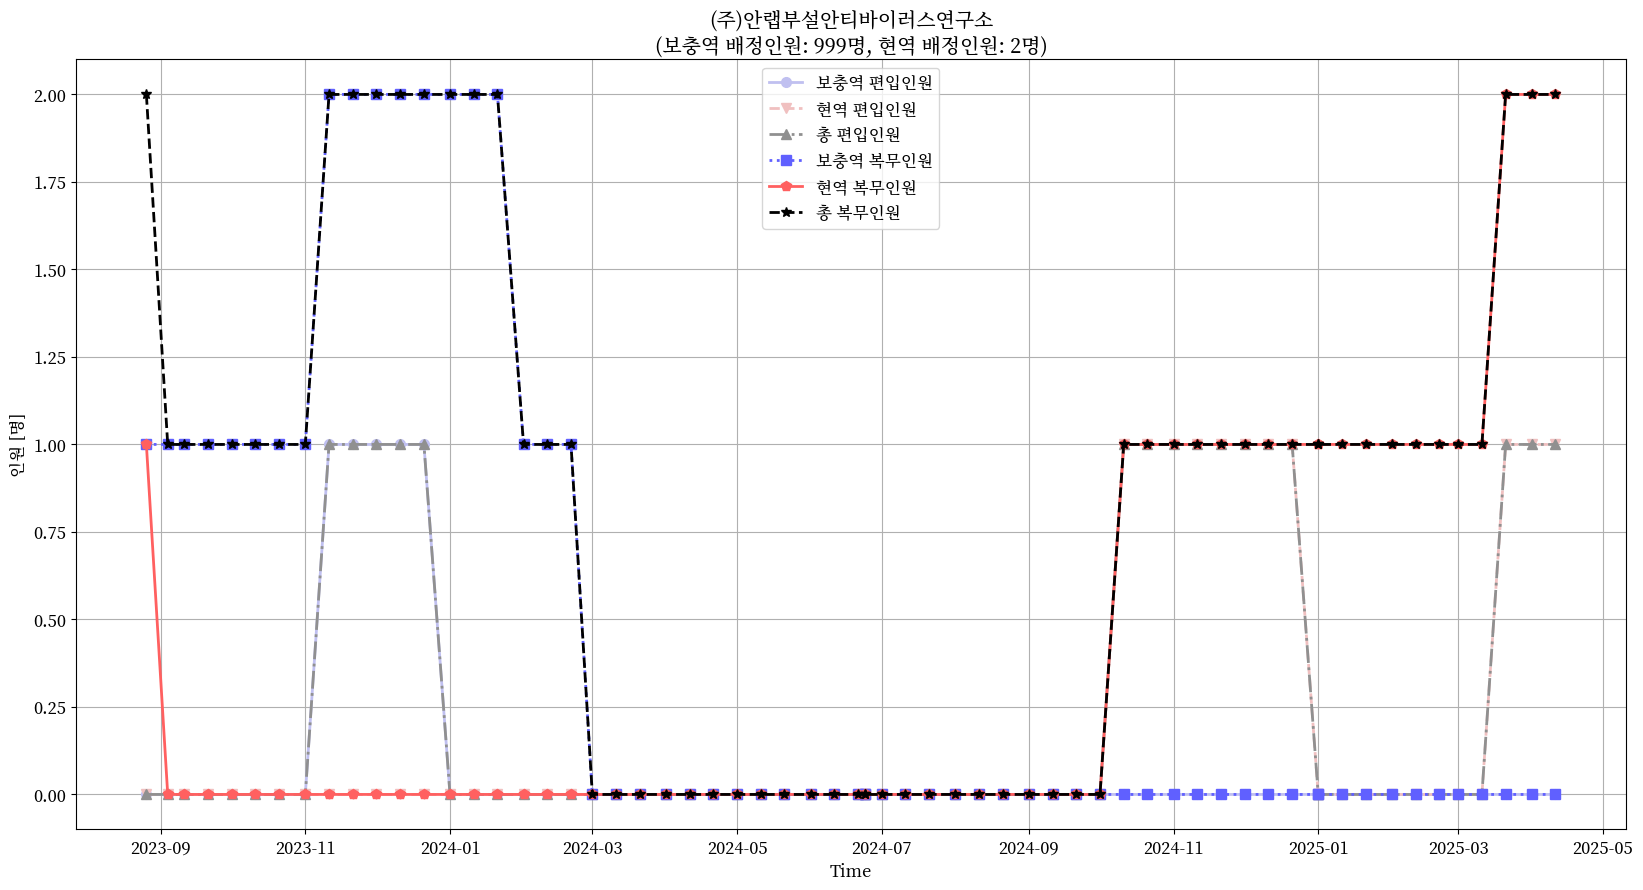 (주)안랩부설안티바이러스연구소
(보충역 배정인원: 999명, 현역 배정인원: 2명)
보충역 편입인원
현역 편입인원
총 편입인원
보충역 복무인원
현역 복무인원
총 복무인원
인원 [명]
2.00
1.75
1.50
1.25
1.00
0.75
0.50
0.25
0.00
2023-09 2023-11 2024-01 2024-03 2024-05 2024-07 2024-09 2024-11 2025-01 2025-03 2025-05
Time